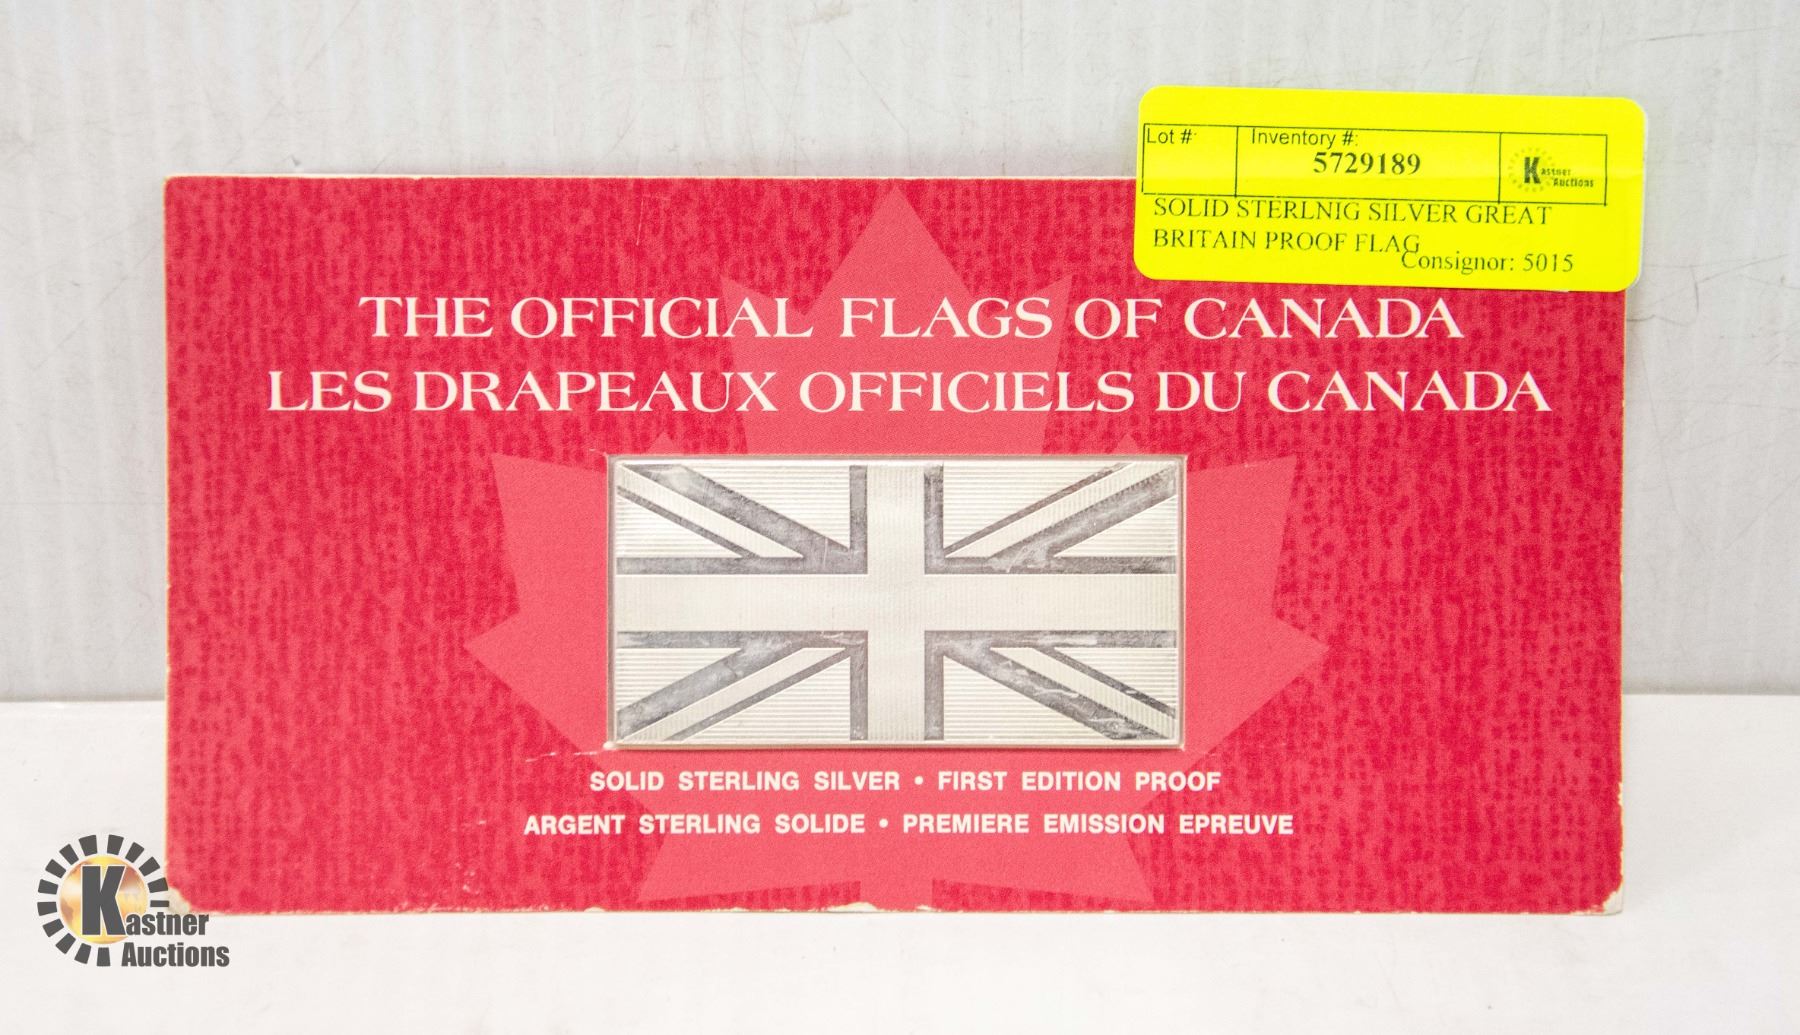 Lot #:
Inventory #:
5729189
Kastner
Auctions
SOLID STERLNIG SILVER GREAT
BRITAIN PROOF FLAG
Consignor: 5015
THE OFFICIAL FLAGS OF CANADA
LES DRAPEAUX OFFICIELS DU CANADA
SOLID STERLING SILVER • FIRST EDITION PROOF
ARGENT STERLING SOLIDE • PREMIERE EMISSION EPREUVE
Kastner
Auctions